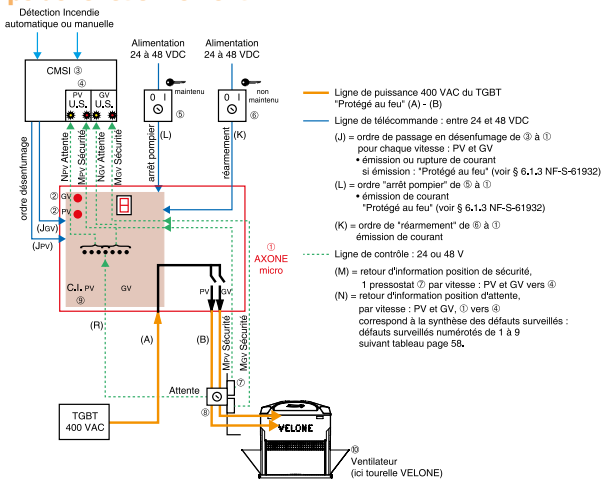 Détection Incendie
automatique ou manuelle
CMSI ③
④
PV GV
U.S. U.S.
Alimentation
24 à 48 VDC
0 I
maintenu
⑤
(L)
Alimentation
24 à 48 VDC
0 I
non
maintenu
⑥
(K)
ordre désenfumage
NPV Attente
MPV Sécurité
NGV Attente
MGV Sécurité
arrêt pompier
réarmement
② GV
② PV
(JGV)
(JPV)
① 
AXONE
micro
C.I. PV GV
⑨
PV GV
(R)
(A)
(B)
MPV Sécurité
MGV Sécurité
Attente
⑦
⑧
TGBT
400 VAC
VELONE
⑩
Ventilateur
(ici tourelle VELONE)
Ligne de puissance 400 VAC du TGBT
"Protégé au feu" (A) - (B)
Ligne de télécommande : entre 24 et 48 VDC
(J) = ordre de passage en désenfumage de ③ à ①
pour chaque vitesse : PV et GV
• émission ou rupture de courant
si émission : "Protégé au feu" (voir § 6.1.3 NF-S-61932)
(L) = ordre "arrêt pompier" de ⑤ à ①
• émission de courant
"Protégé au feu" (voir § 6.1.3 NF-S-61932)
(K) = ordre de "réarmement" de ⑥ à ①
émission de courant
Ligne de contrôle : 24 ou 48 V
(M) = retour d'information position de sécurité,
1 pressostat ⑦ par vitesse : PV et GV vers ④
(N) = retour d'information position d'attente,
par vitesse : PV et GV, ① vers ④
correspond à la synthèse des défauts surveillés :
défauts surveillés numérotés de 1 à 9
suivant tableau page 58.